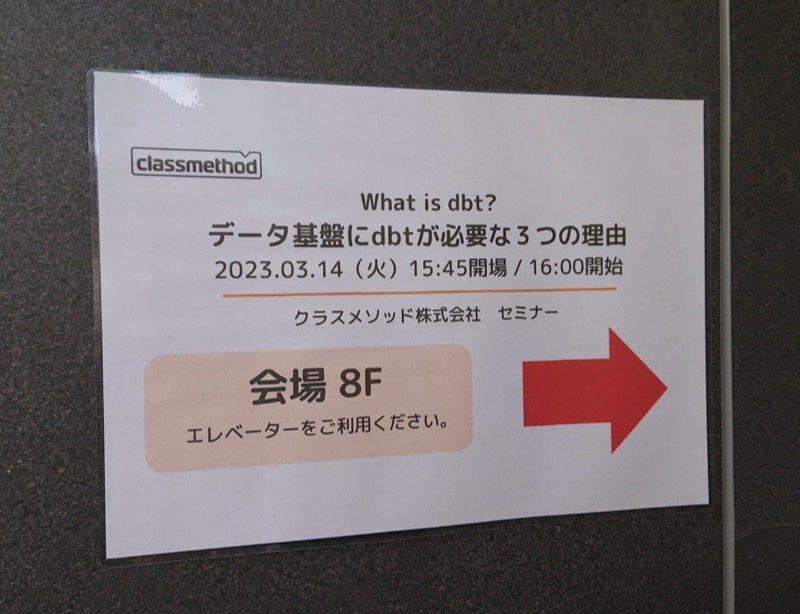 classmethod
What is dbt?
データ基盤にdbtが必要な３つの理由
2023.03.14（火）15:45開場 / 16:00開始
クラスメソッド株式会社　セミナー
会場 8F
エレベーターをご利用ください。